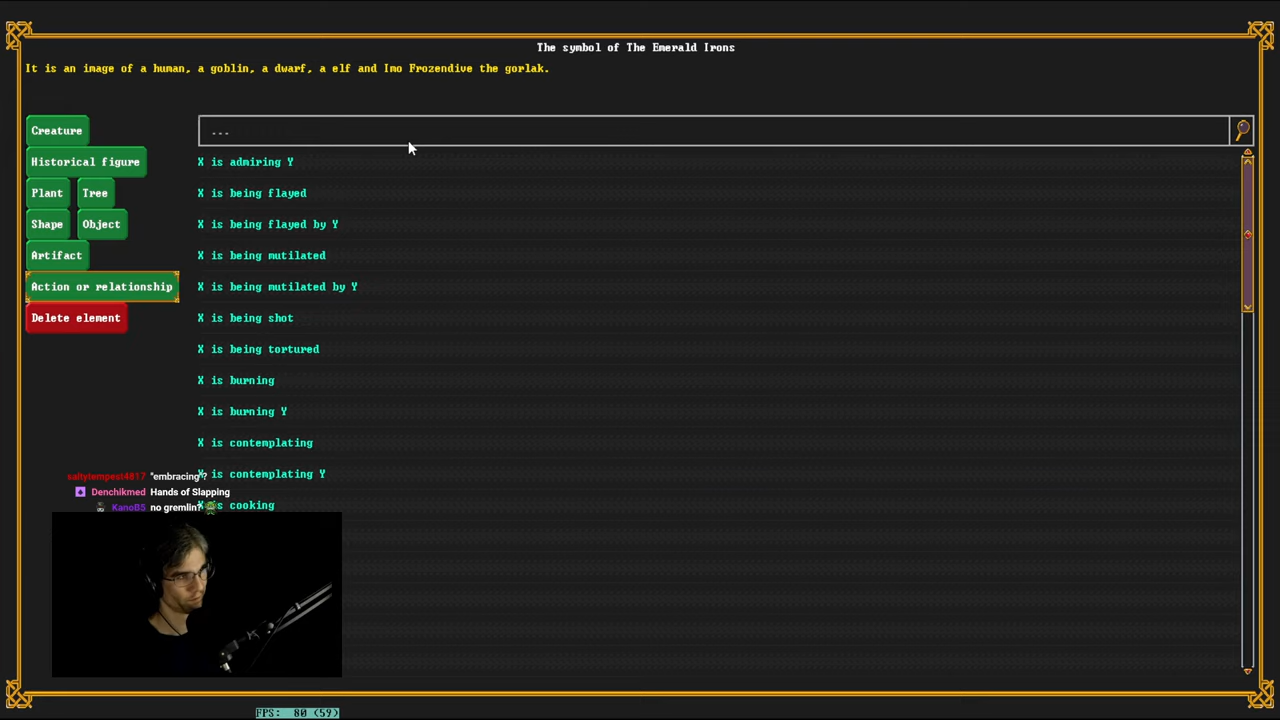 The symbol of The Emerald Irons
It is an image of a human, a goblin, a dwarf, a elf and Imo Frozendive the gorlak.
Creature
...
Historical figure
X is admiring Y
Plant
Tree
X is being flayed
Shape
Object
X is being flayed by Y
Artifact
X is being mutilated
Action or relationship
X is being mutilated by Y
Delete element
X is being shot
X is being tortured
X is burning
X is burning Y
X is contemplating
X is contemplating Y
X is cooking
saltytempest4817 "embracing"?
Denchikmed Hands of Slapping
KanoB5 no gremlin?
FPS: 80 (59)